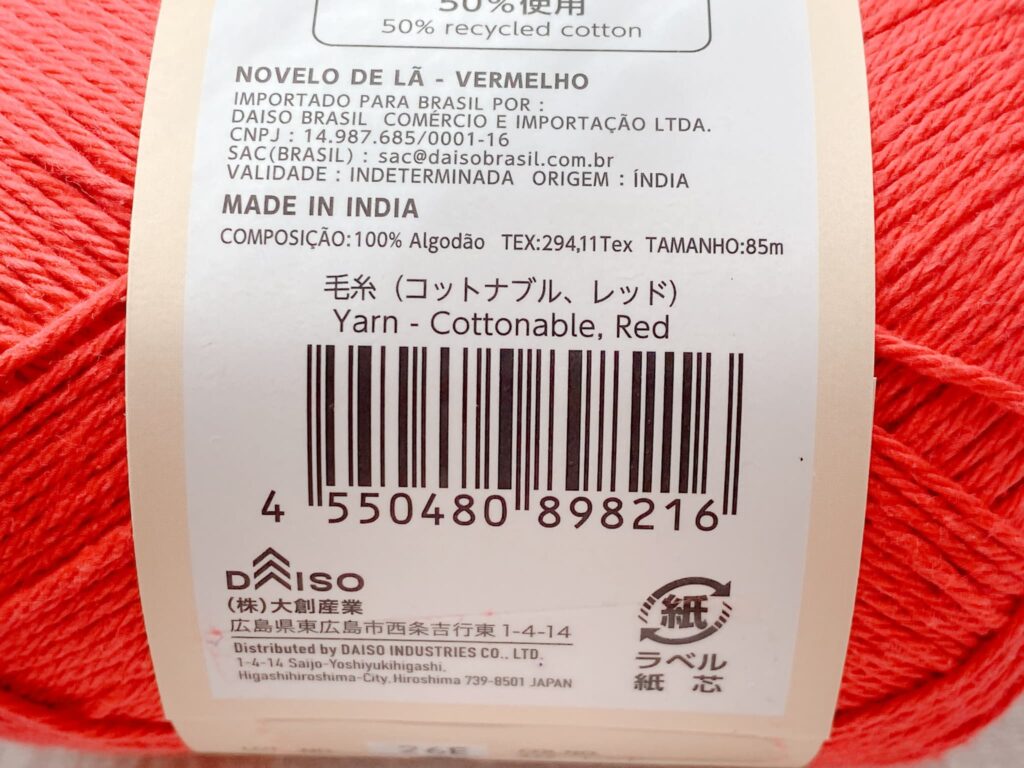 50%使用
50% recycled cotton
NOVELO DE LÃ - VERMELHO
IMPORTADO PARA BRASIL POR :
DAISO BRASIL COMÉRCIO E IMPORTAÇÃO LTDA.
CNPJ : 14.987.685/0001-16
SAC(BRASIL) : sac@daisobrasil.com.br
VALIDADE : INDETERMINADA ORIGEM : ÍNDIA
MADE IN INDIA
COMPOSIÇÃO:100% Algodão TEX:294,11Tex TAMANHO:85m
毛糸（コットナブル、レッド）
Yarn - Cottonable, Red
4 550480 898216
DAISO
(株)大創産業
広島県東広島市西条吉行東1-4-14
Distributed by DAISO INDUSTRIES CO., LTD.
1-4-14 Saijo-Yoshiyukihigashi,
Higashihiroshima-City, Hiroshima 739-8501 JAPAN
紙
ラベル
紙 芯
26E